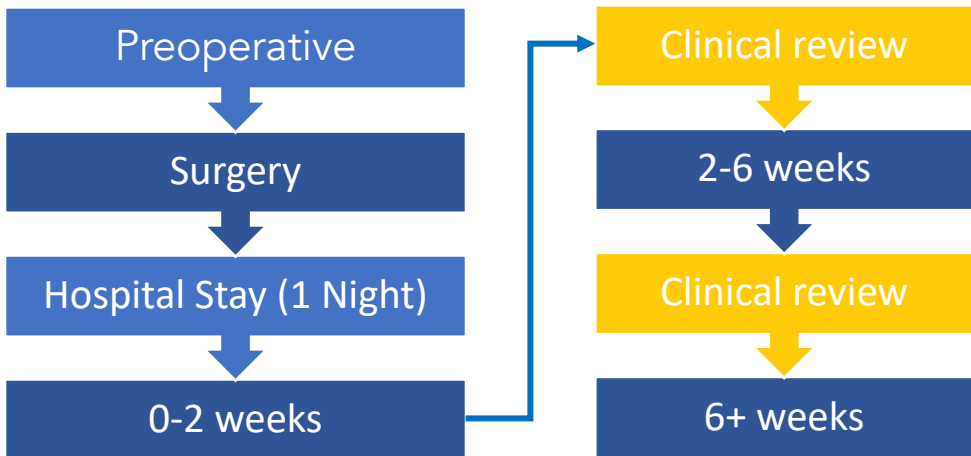 Preoperative
Surgery
Hospital Stay (1 Night)
0-2 weeks
Clinical review
2-6 weeks
Clinical review
6+ weeks